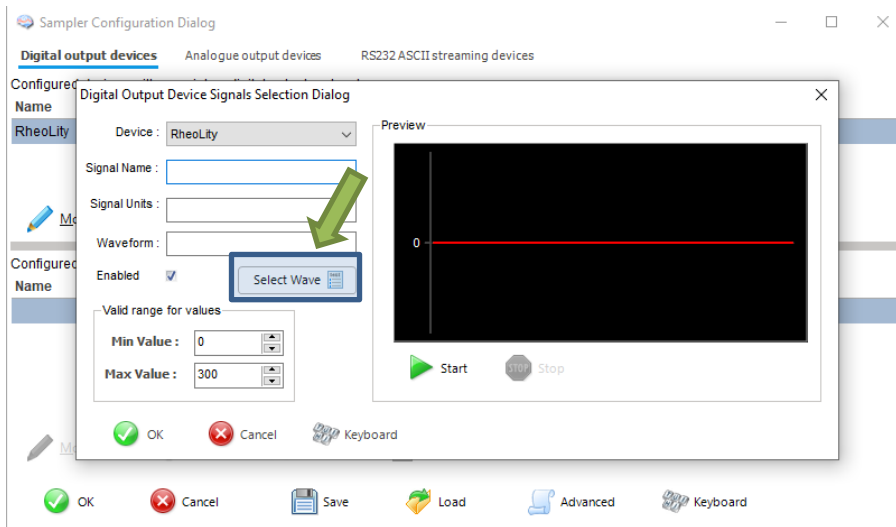 Sampler Configuration Dialog
Digital output devices Analogue output devices RS232 ASCII streaming devices
Configured
Name
RheoLity
Digital Output Device Signals Selection Dialog
Device : RheoLity
Signal Name :
Signal Units :
Waveform :
Enabled
Select Wave
Valid range for values
Min Value : 0
Max Value : 300
OK Cancel Keyboard
Preview
0
Start STOP Stop
Configured
Name
OK Cancel Save Load Advanced Keyboard